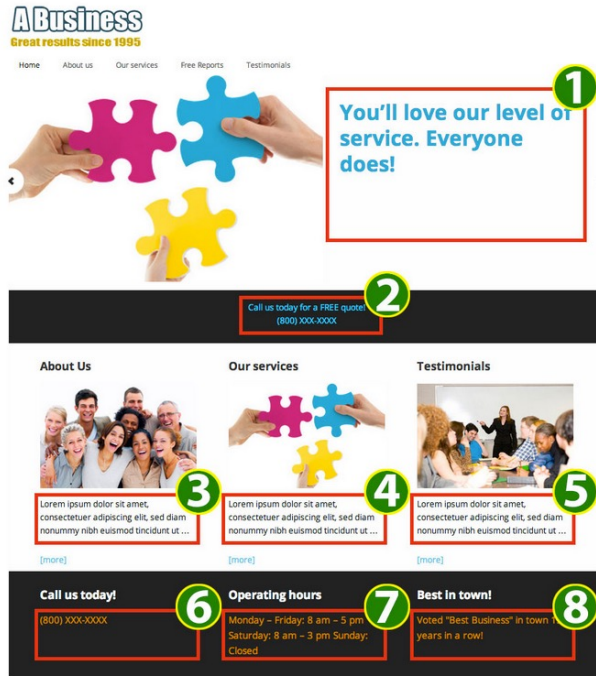 A Business
Great results since 1995
Home About us Our services Free Reports Testimonials
1
You'll love our level of
service. Everyone
does!
2
Call us today for a FREE quote!
(800) XXX-XXXX
About Us Our services Testimonials
3 4 5
Lorem ipsum dolor sit amet, Lorem ipsum dolor sit amet, Lorem ipsum dolor sit amet,
consectetuer adipiscing elit, sed diam consectetuer adipiscing elit, sed diam consectetuer adipiscing elit, sed diam
nonummy nibh euismod tincidunt ut ... nonummy nibh euismod tincidunt ut ... nonummy nibh euismod tincidunt ut ...
[more] [more] [more]
Call us today! Operating hours Best in town!
6 7 8
(800) XXX-XXXX Monday – Friday: 8 am – 5 pm Voted "Best Business" in town
Saturday: 8 am – 3 pm Sunday: years in a row!
Closed